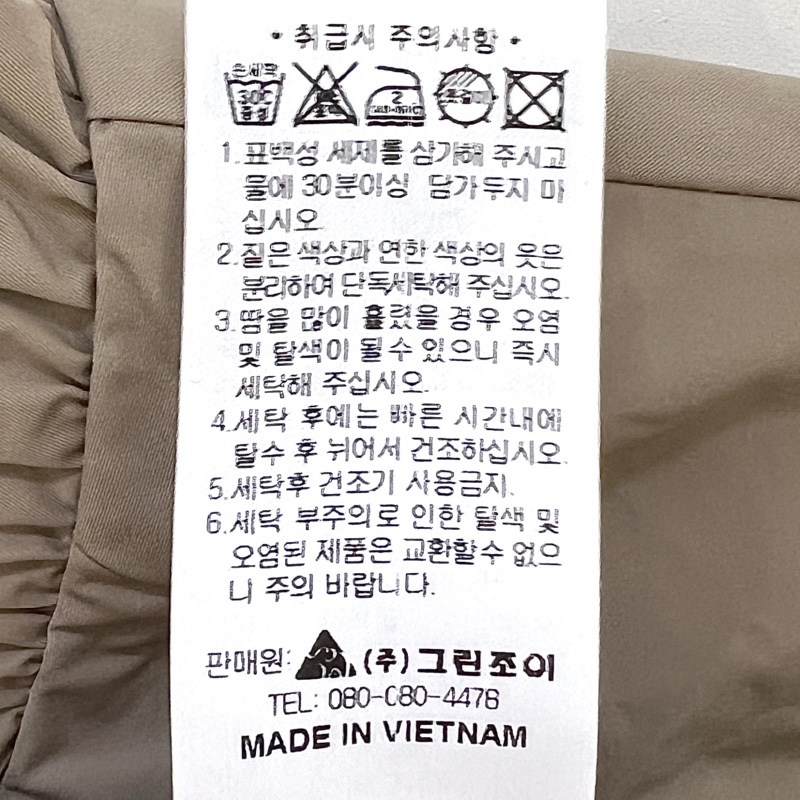 • 취급시 주의사항 •
손세탁
30℃
중성
2
1. 표백성 세제를 삼가해 주시고
물에 30분이상 담가두지 마
십시오
2. 짙은 색상과 연한 색상의 옷은
분리하여 단독세탁해 주십시오.
3. 땀을 많이 흘렸을 경우 오염
및 탈색이 될수 있으니 즉시
세탁해 주십시오.
4. 세탁 후에는 빠른 시간내에
탈수 후 뉘어서 건조하십시오.
5. 세탁후 건조기 사용금지.
6. 세탁 부주의로 인한 탈색 및
오염된 제품은 교환할수 없으
니 주의 바랍니다.
판매원: (주)그린조이
TEL: 080-080-4478
MADE IN VIETNAM